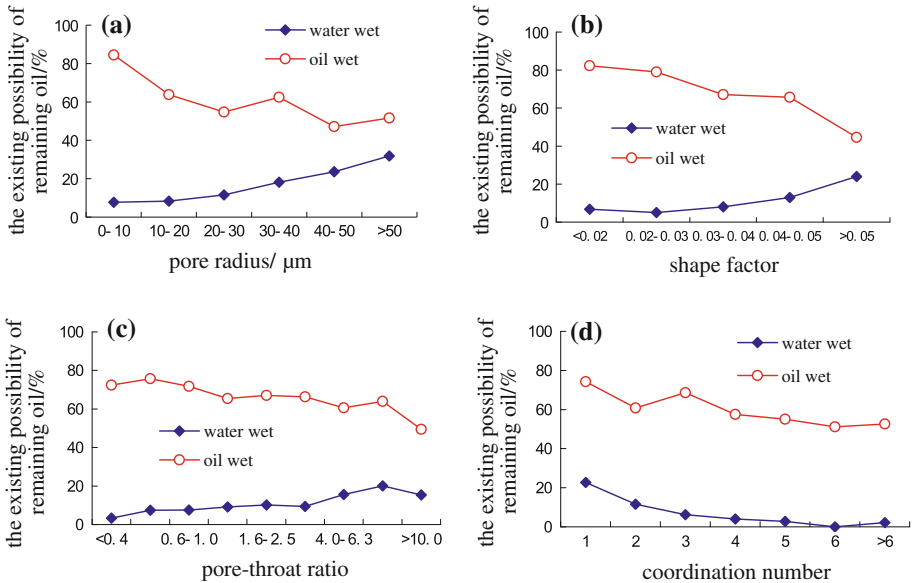 the existing possibility of
remaining oil/%
(a)
water wet
oil wet
100
80
60
40
20
0
0- 10 10- 20 20- 30 30- 40 40- 50 >50
pore radius/ μm
the existing possibility of
remaining oil/%
(b)
water wet
oil wet
100
80
60
40
20
0
<0. 02 0. 02- 0. 03 0. 03- 0. 04 0. 04- 0. 05 >0. 05
shape factor
the existing possibility of
remaining oil/%
(c)
water wet
oil wet
100
80
60
40
20
0
<0. 4 0. 6- 1. 0 1. 6- 2. 5 4. 0- 6. 3 >10. 0
pore-throat ratio
the existing possibility of
remaining oil/%
(d)
water wet
oil wet
100
80
60
40
20
0
1 2 3 4 5 6 >6
coordination number